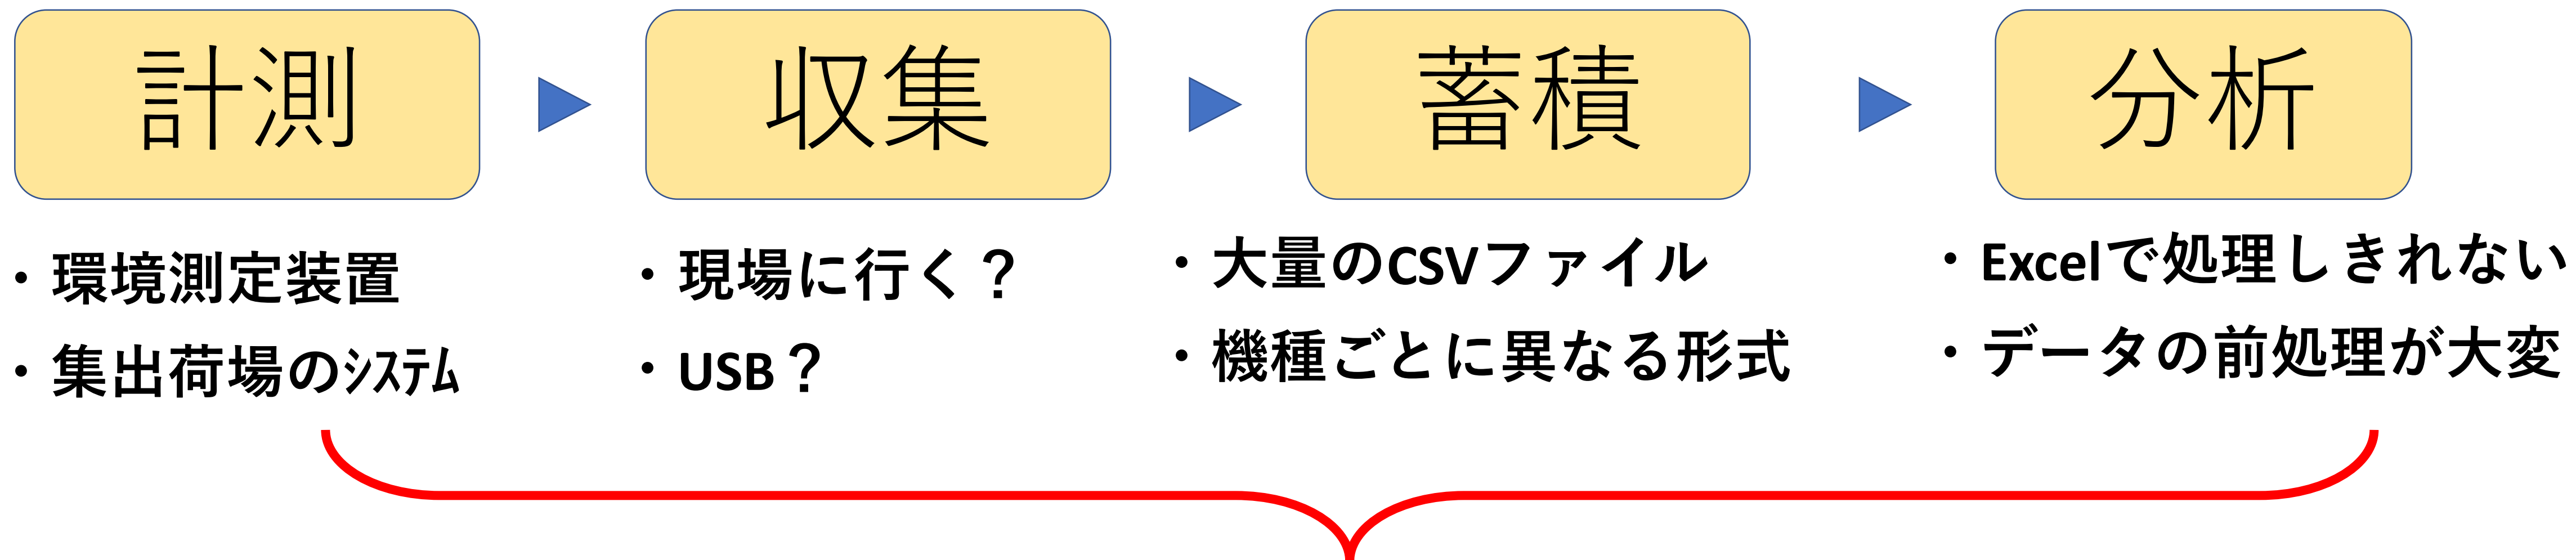 計測
収集
蓄積
分析
・環境測定装置
・集出荷場のｼｽﾃﾑ
・現場に行く？
・USB？
・大量のCSVファイル
・機種ごとに異なる形式
・Excelで処理しきれない
・データの前処理が大変